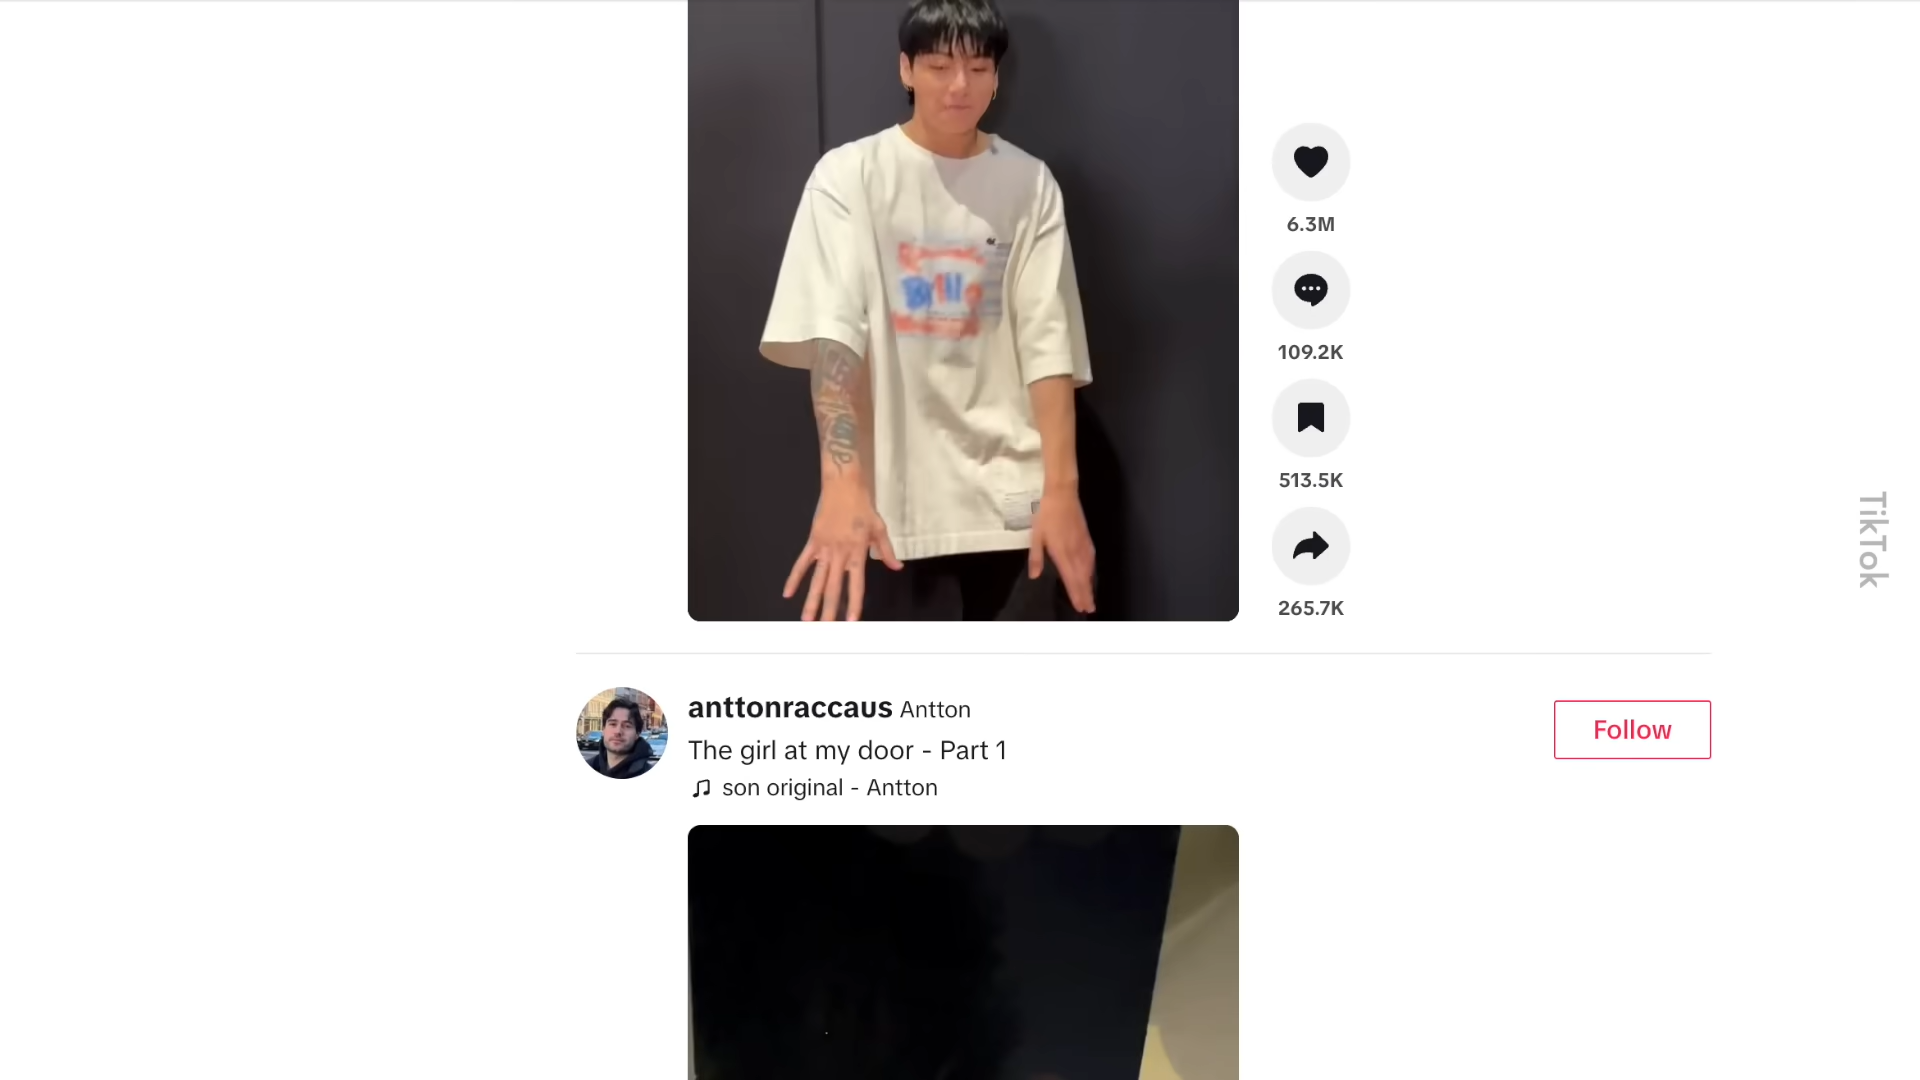 6.3M
109.2K
513.5K
265.7K
TikTok
anttonraccaus Antton
Follow
The girl at my door - Part 1
son original - Antton